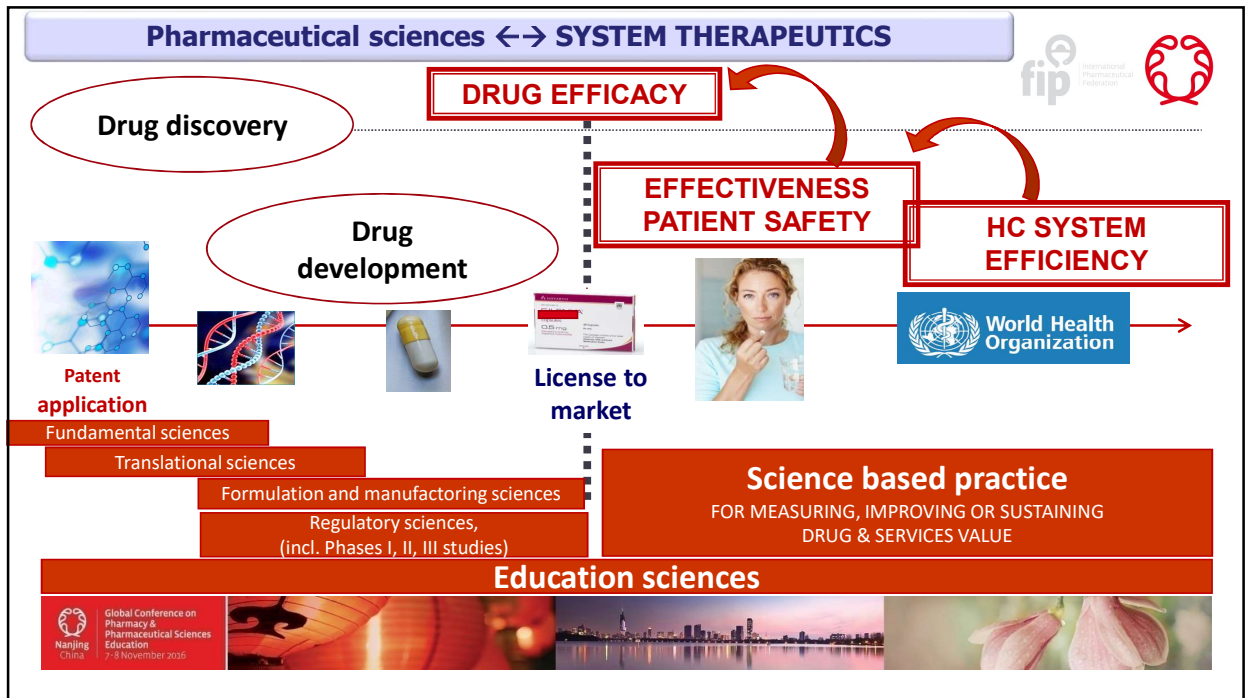 Pharmaceutical sciences ←→ SYSTEM THERAPEUTICS
fip
International
Pharmaceutical
Federation
DRUG EFFICACY
Drug discovery
EFFECTIVENESS
PATIENT SAFETY
HC SYSTEM
EFFICIENCY
Drug
development
0.5 mg
World Health
Organization
Patent
application
License to
market
Fundamental sciences
Translational sciences
Formulation and manufactoring sciences
Regulatory sciences,
(incl. Phases I, II, III studies)
Science based practice
FOR MEASURING, IMPROVING OR SUSTAINING
DRUG & SERVICES VALUE
Education sciences
Nanjing
China
Global Conference on
Pharmacy &
Pharmaceutical Sciences
Education
7-8 November 2016